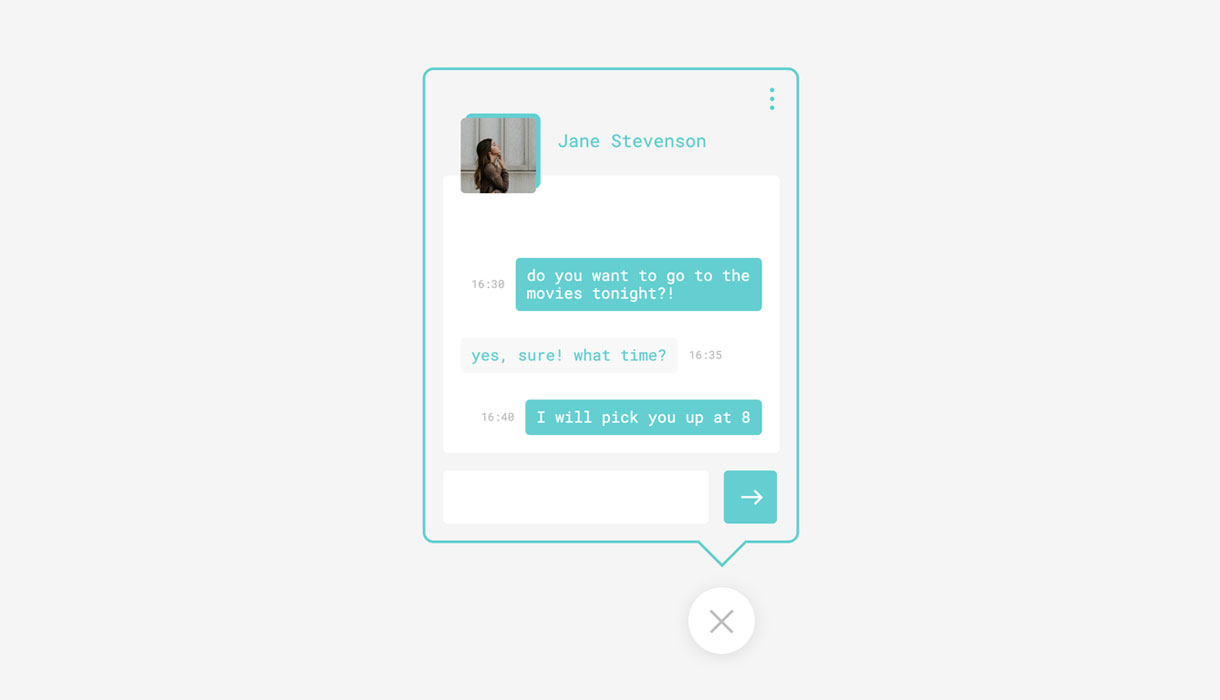 Jane Stevenson
16:30
do you want to go to the
movies tonight?!
yes, sure! what time?
16:35
16:40
I will pick you up at 8